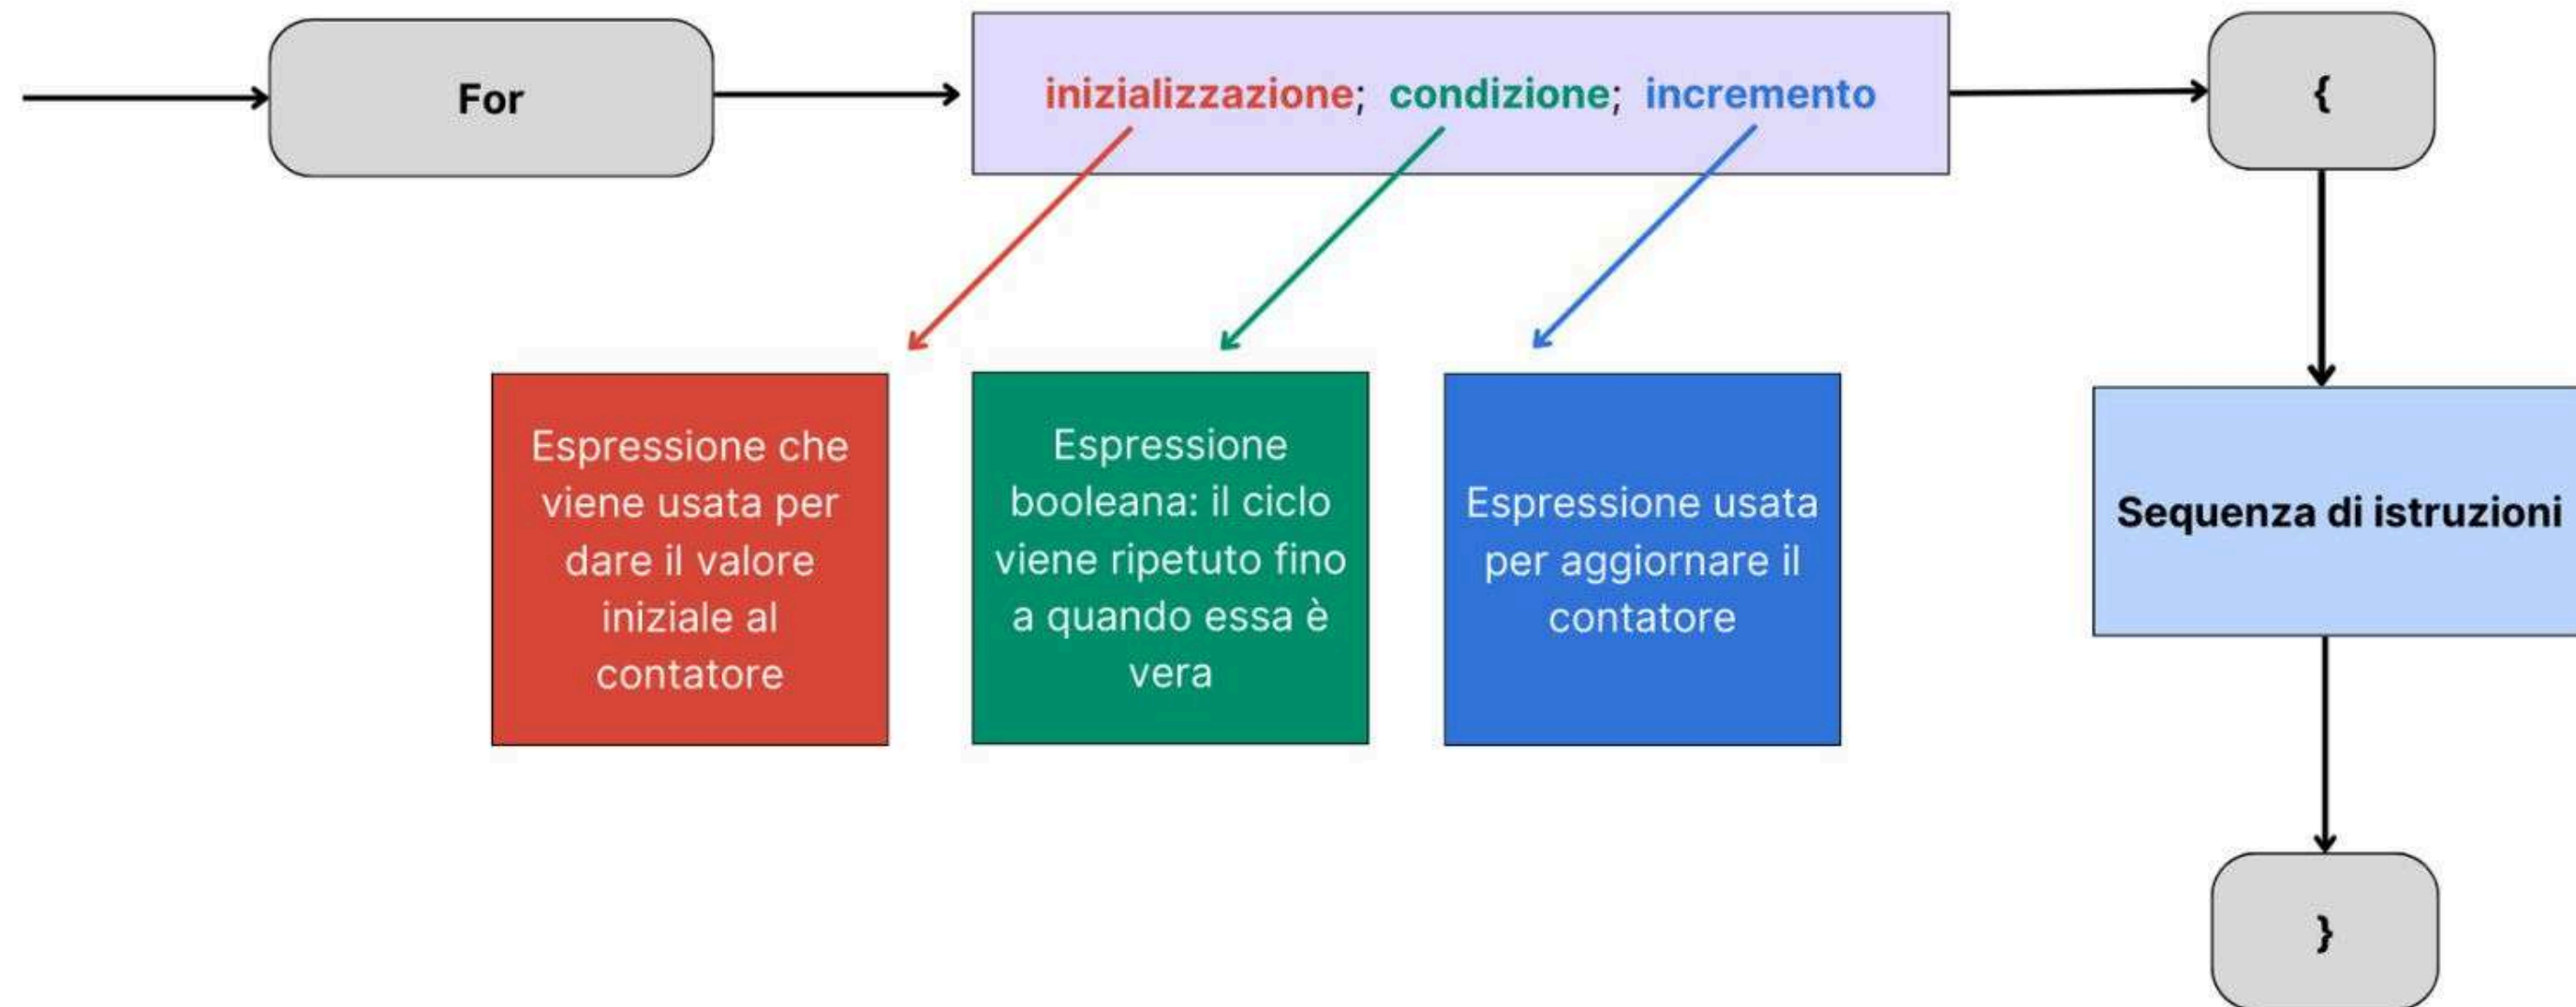 For
inizializzazione; condizione; incremento
{
Espressione che
viene usata per
dare il valore
iniziale al
contatore
Espressione
booleana: il ciclo
viene ripetuto fino
a quando essa è
vera
Espressione usata
per aggiornare il
contatore
Sequenza di istruzioni
}